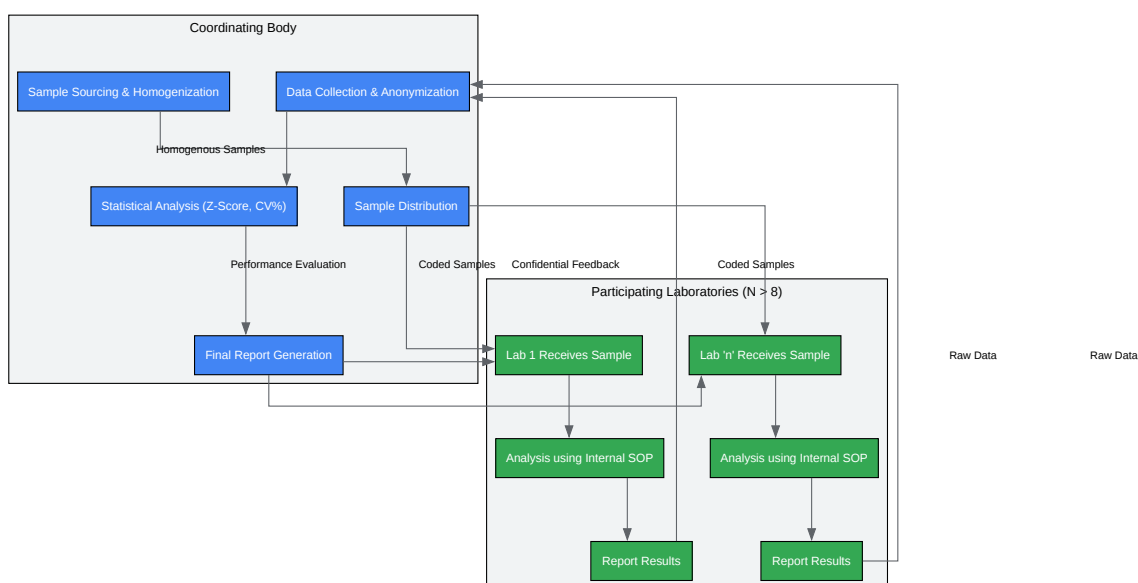 Coordinating Body
Sample Sourcing & Homogenization
Data Collection & Anonymization
Homogenous Samples
Statistical Analysis (Z-Score, CV%)
Sample Distribution
Performance Evaluation
Coded Samples
Confidential Feedback
Coded Samples
Participating Laboratories (N > 8)
Final Report Generation
Lab 1 Receives Sample
Lab 'n' Receives Sample
Raw Data
Raw Data
Analysis using Internal SOP
Analysis using Internal SOP
Report Results
Report Results